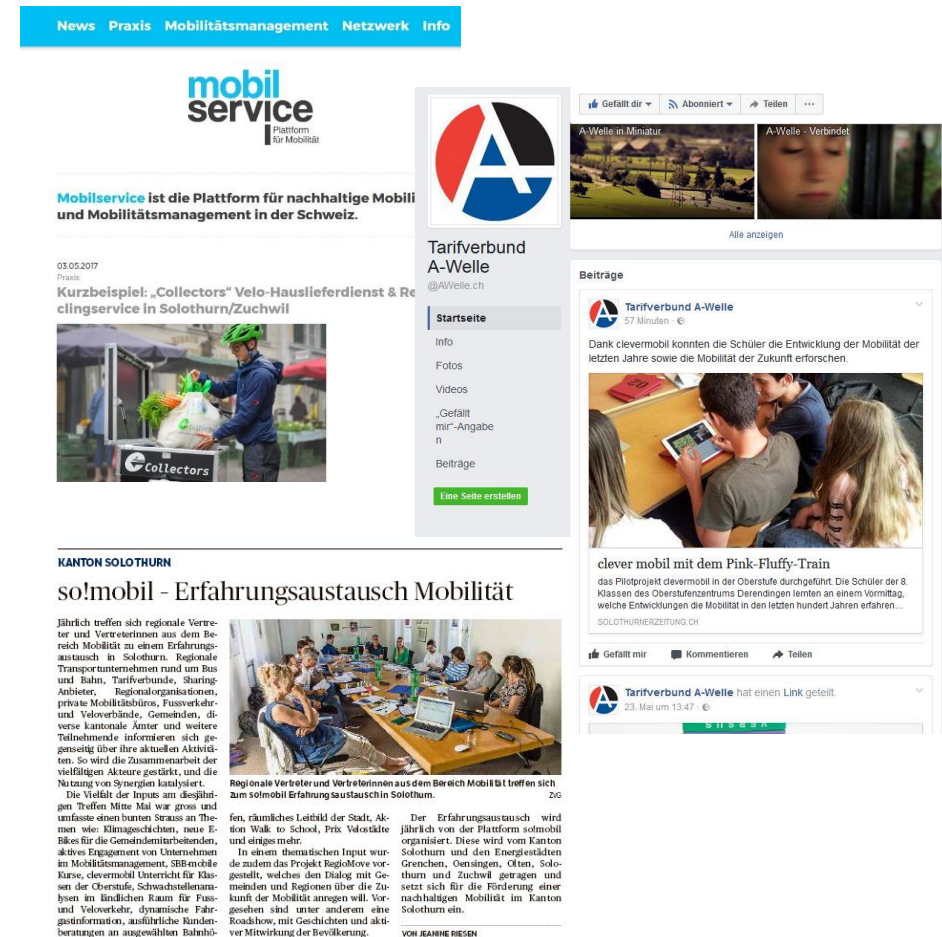 News Praxis Mobilitätsmanagement Netzwerk Info
mobil
service
Plattform
für Mobilität
Mobilservice ist die Plattform für nachhaltige Mobili
und Mobilitätsmanagement in der Schweiz.
03.05.2017
Praxis
Kurzbeispiel: „Collectors“ Velo-Hauslieferdienst & Re
clingservice in Solothurn/Zuchwil
Collectors
A
Tarifverbund
A-Welle
@AWelle.ch
Startseite
Info
Fotos
Videos
„Gefällt
mir“-Angabe
n
Beiträge
Eine Seite erstellen
Gefällt dir Abonniert Teilen ...
A-Welle in Miniatur
A-Welle - Verbindet
Alle anzeigen
Beiträge
Tarifverbund A-Welle
57 Minuten ·
Dank clevermobil konnten die Schüler die Entwicklung der Mobilität der
letzten Jahre sowie die Mobilität der Zukunft erforschen.
clever mobil mit dem Pink-Fluffy-Train
das Pilotprojekt clevermobil in der Oberstufe durchgeführt. Die Schüler der 8.
Klassen des Oberstufenzentrums Derendingen lernten an einem Vormittag,
welche Entwicklungen die Mobilität in den letzten hundert Jahren erfahren...
SOLOTHURNERZEITUNG.CH
Gefällt mir Kommentieren Teilen
Tarifverbund A-Welle hat einen Link geteilt.
23. Mai um 13:47 ·
KANTON SOLOTHURN
so!mobil – Erfahrungsaustausch Mobilität
Jährlich treffen sich regionale Vertre-
ter und Vertreterinnen aus dem Be-
reich Mobilität zu einem Erfahrungs-
austausch in Solothurn. Regionale
Transportunternehmen rund um Bus
und Bahn, Tarifverbunde, Sharing-
Anbieter, Regionalorganisationen,
private Mobilitätsbüros, Fussverkehr-
und Veloverbände, Gemeinden, di-
verse kantonale Ämter und weitere
Teilnehmende informieren sich ge-
genseitig über ihre aktuellen Aktivitä-
ten. So wird die Zusammenarbeit der
vielfältigen Akteure gestärkt, und die
Nutzung von Synergien katalysiert.
Die Vielfalt der Inputs am diesjähri-
gen Treffen Mitte Mai war gross und
umfasste einen bunten Strauss an The-
men wie: Klimageschichten, neue E-
Bikes für die Gemeindemitarbeitenden,
aktives Engagement von Unternehmen
im Mobilitätsmanagement, SBB-mobile
Kurse, clevermobil Unterricht für Klas-
sen der Oberstufe, Schwachstellenana-
lysen im ländlichen Raum für Fuss-
und Veloverkehr, dynamische Fahr-
gastinformation, ausführliche Kunden-
beratungen an ausgewählten Bahnhö-
Regionale Vertreter und Vertreterinnen aus dem Bereich Mobilität treffen sich
zum so!mobil Erfahrungsaustausch in Solothurn. ZVG
fen, räumliches Leitbild der Stadt, Ak-
tion Walk to School, Prix Velostädte
und einiges mehr.
In einem thematischen Input wur-
de zudem das Projekt RegioMove vor-
gestellt, welches den Dialog mit Ge-
meinden und Regionen über die Zu-
kunft der Mobilität anregen will. Vor-
gesehen sind unter anderem eine
Roadshow, mit Geschichten und akti-
ver Mitwirkung der Bevölkerung.
Der Erfahrungsaustausch wird
jährlich von der Plattform so!mobil
organisiert. Diese wird vom Kanton
Solothurn und den Energiestädten
Grenchen, Oensingen, Olten, Solo-
thurn und Zuchwil getragen und
setzt sich für die Förderung einer
nachhaltigen Mobilität im Kanton
Solothurn ein.
VON JEANINE RIESEN